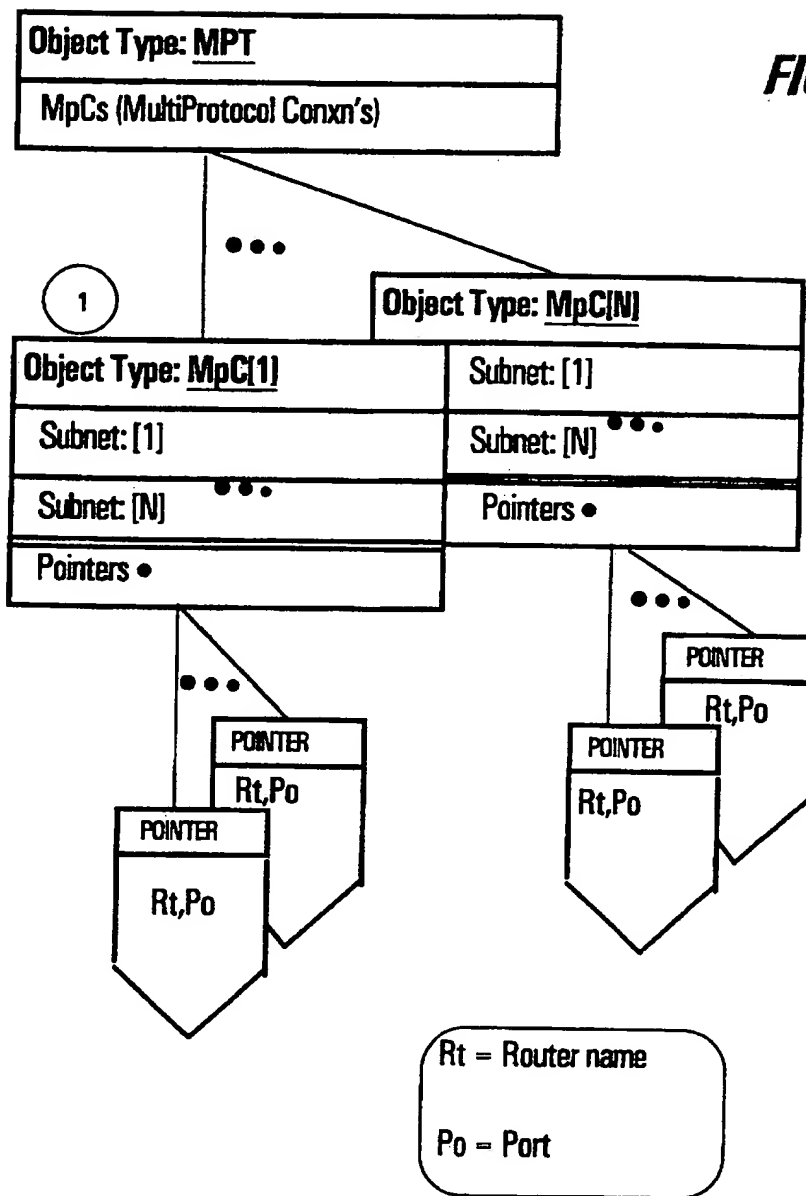 Object Type: MPT
MpCs (MultiProtocol Conxn's)
1
Object Type: MpC[N]
Subnet: [1]
Subnet: [N]
Pointers
Object Type: MpC[1]
Subnet: [1]
Subnet: [N]
Pointers
POINTER
Rt,Po
POINTER
Rt,Po
POINTER
Rt,Po
POINTER
Rt,Po
Rt = Router name
Po = Port